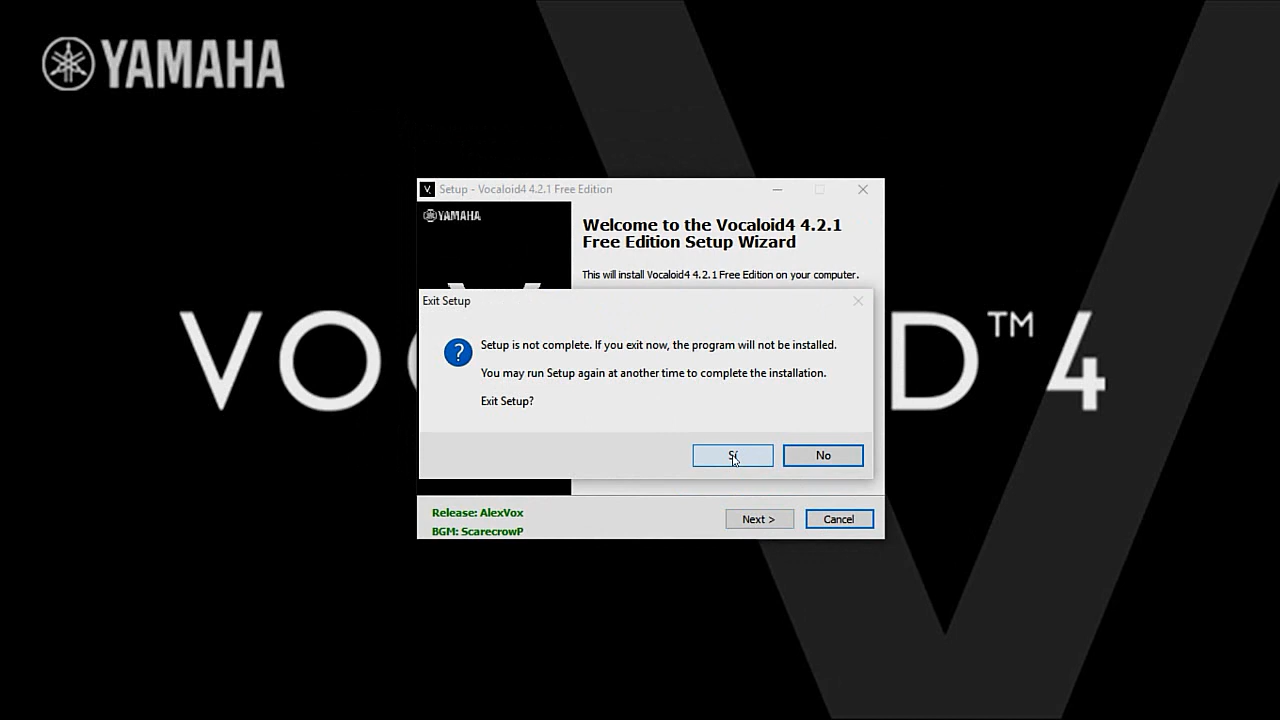 YAMAHA
Setup - Vocaloid4 4.2.1 Free Edition
YAMAHA
Welcome to the Vocaloid4 4.2.1
Free Edition Setup Wizard
This will install Vocaloid4 4.2.1 Free Edition on your computer.
Exit Setup
Setup is not complete. If you exit now, the program will not be installed.
You may run Setup again at another time to complete the installation.
Exit Setup?
Sí No
VO D™4
Release: AlexVox
BGM: ScarecrowP
Next > Cancel